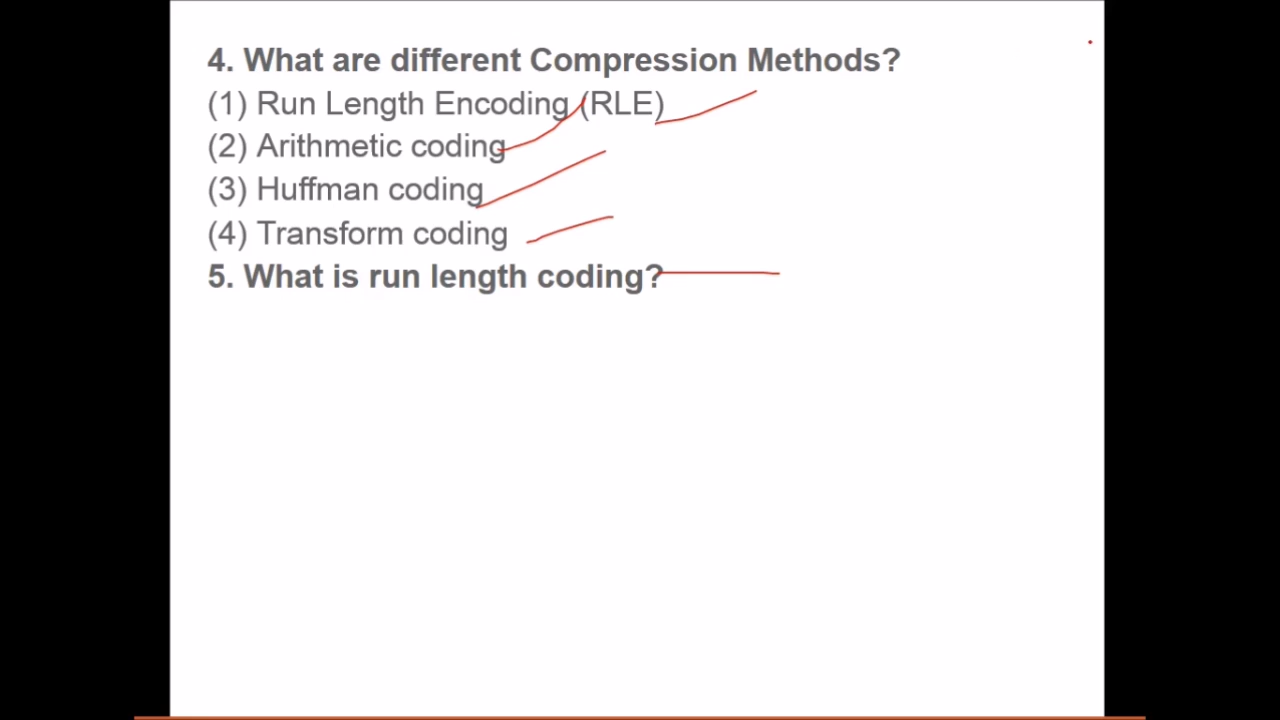 4. What are different Compression Methods?
(1) Run Length Encoding (RLE)
(2) Arithmetic coding
(3) Huffman coding
(4) Transform coding
5. What is run length coding?